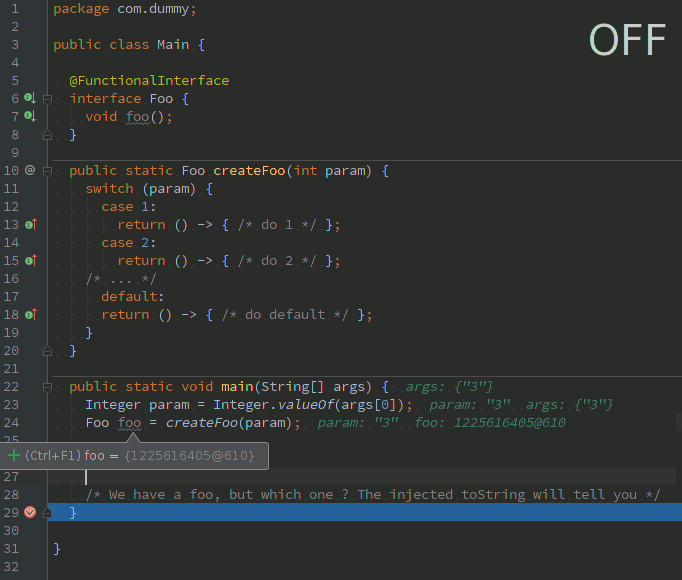 OFF
1 package com.dummy;
2
3 public class Main {
4
5 @FunctionalInterface
6 interface Foo {
7 void foo();
8 }
9
10 @ public static Foo createFoo(int param) {
11 switch (param) {
12 case 1:
13 return () -> { /* do 1 */ };
14 case 2:
15 return () -> { /* do 2 */ };
16 /* ... */
17 default:
18 return () -> { /* do default */ };
19 }
20 }
21
22 public static void main(String[] args) { args: {"3"}
23 Integer param = Integer.valueOf(args[0]); param: "3" args: {"3"}
24 Foo foo = createFoo(param); param: "3" foo: 1225616405@610
25
+ (Ctrl+F1) foo = {1225616405@610}
27
28 /* We have a foo, but which one ? The injected toString will tell you */
29 }
30
31 }
32